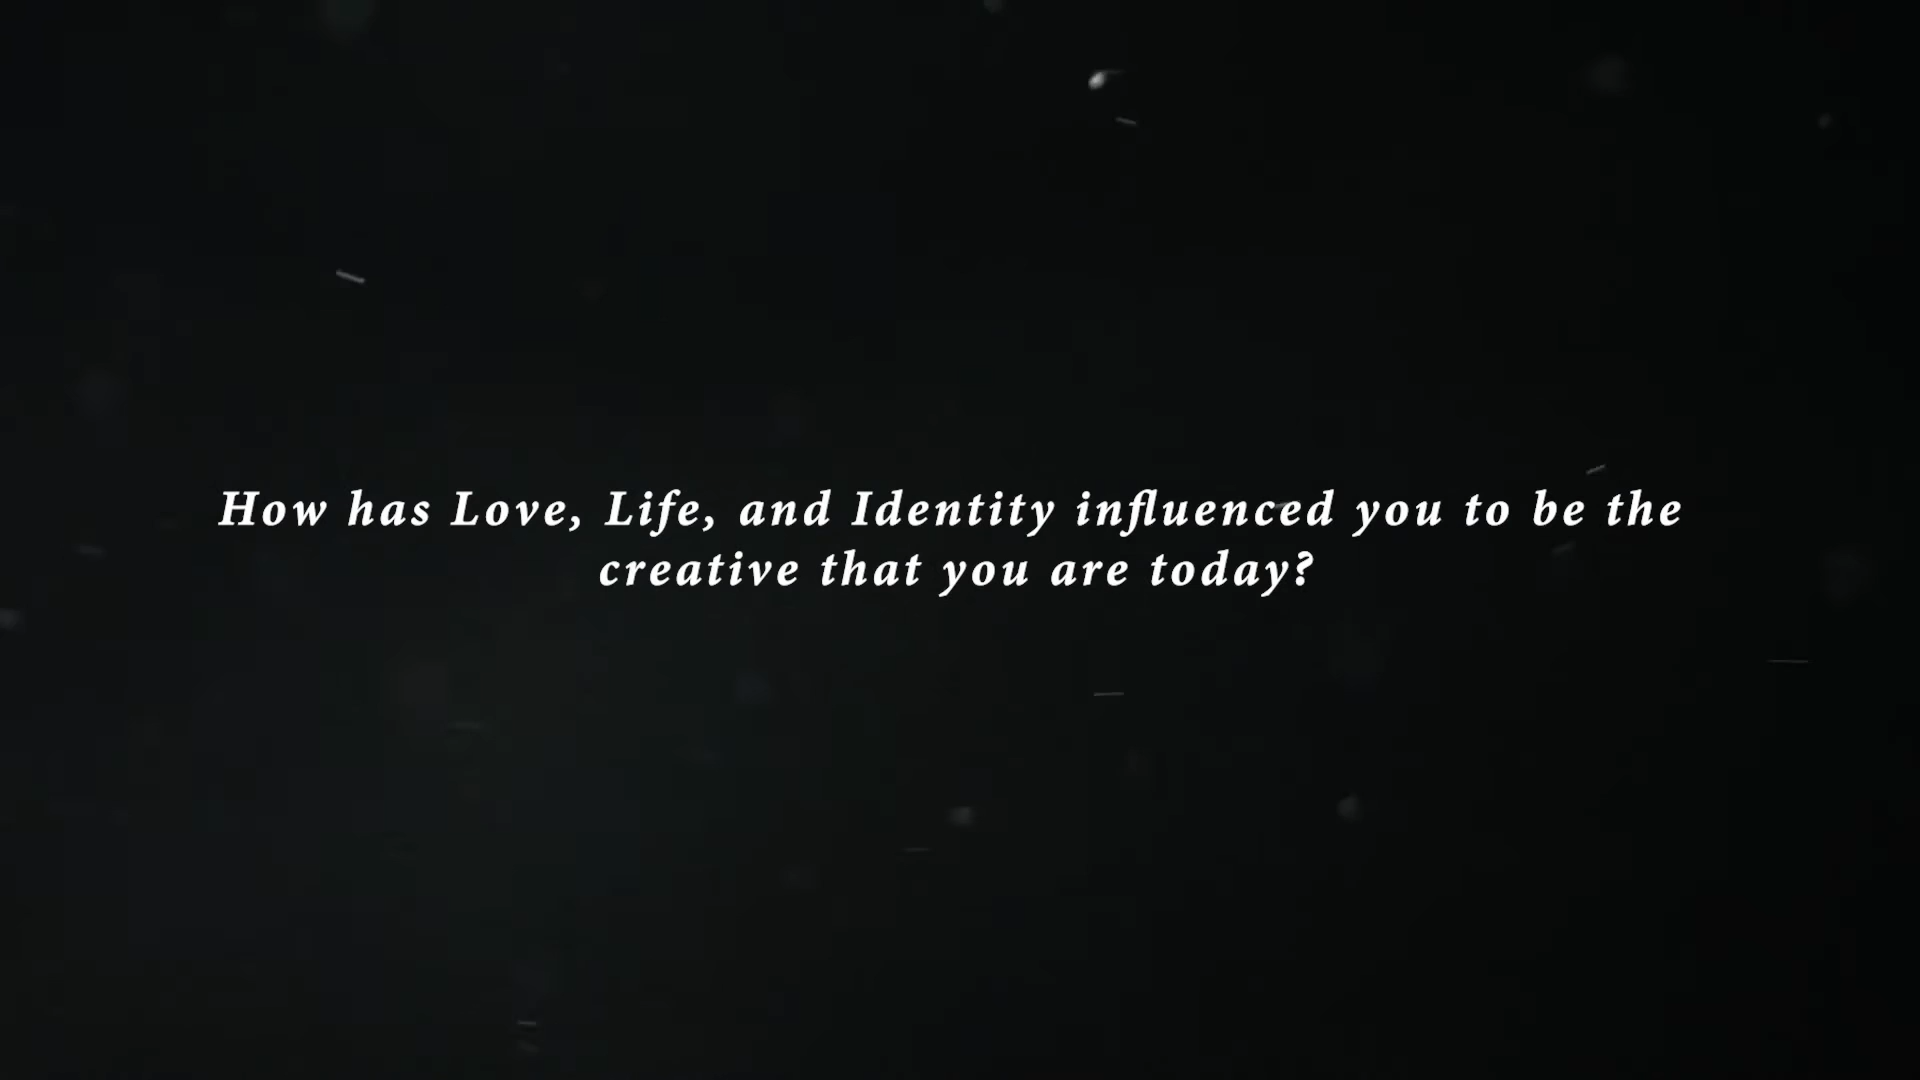 How has Love, Life, and Identity influenced you to be the
creative that you are today?